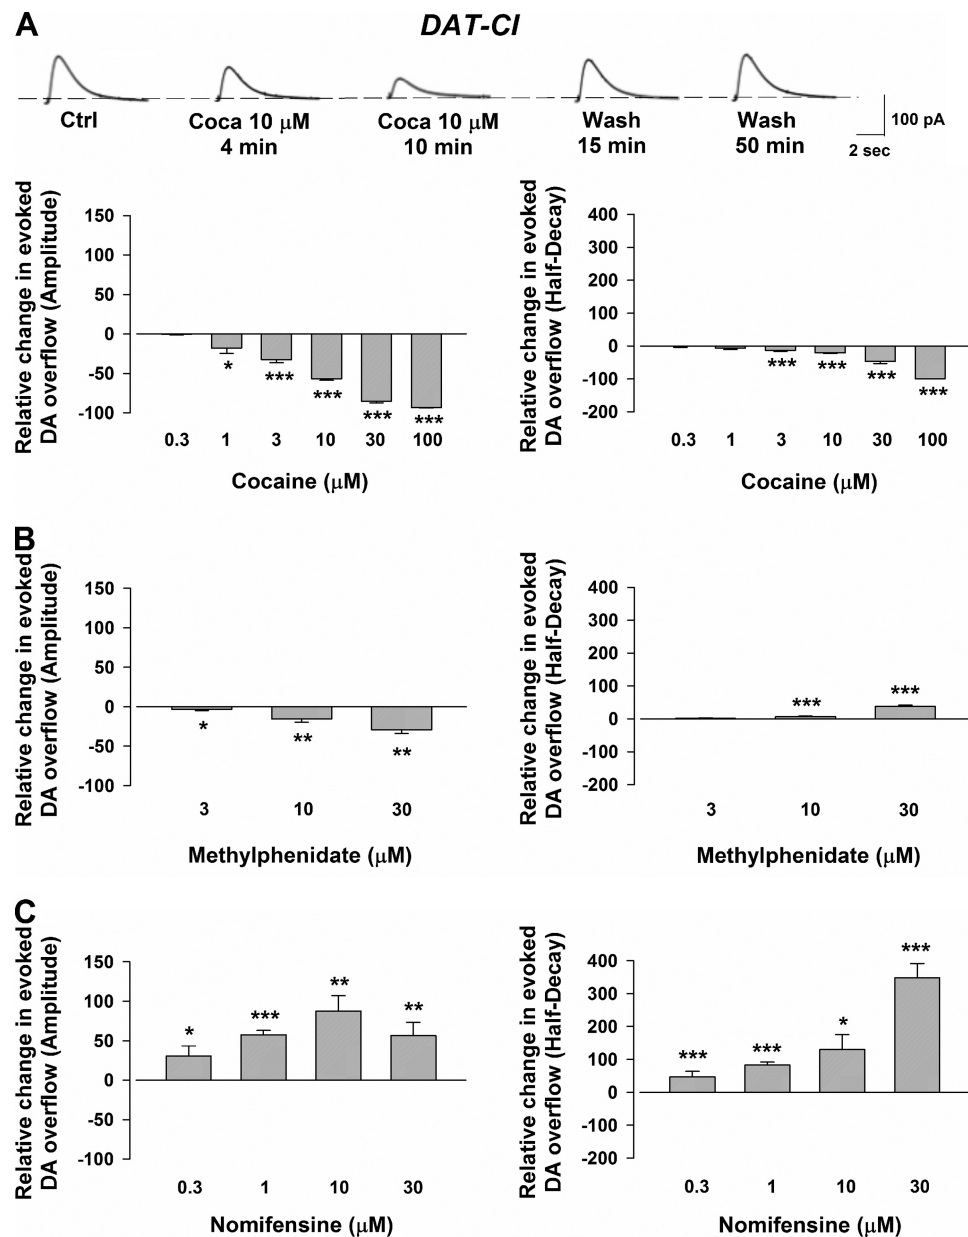 A
DAT-CI
Ctrl
Coca 10 μM
4 min
Coca 10 μM
10 min
Wash
15 min
Wash
50 min
100 pA
2 sec
Relative change in evoked
DA overflow (Amplitude)
150
100
50
0
-50
-100
*
***
***
***
***
0.3 1 3 10 30 100
Cocaine (μM)
Relative change in evoked
DA overflow (Half-Decay)
400
300
200
100
0
-100
-200
***
***
***
***
0.3 1 3 10 30 100
Cocaine (μM)
B
Relative change in evoked
DA overflow (Amplitude)
150
100
50
0
-50
-100
*
**
**
3 10 30
Methylphenidate (μM)
Relative change in evoked
DA overflow (Half-Decay)
400
300
200
100
0
-100
-200
***
***
3 10 30
Methylphenidate (μM)
C
Relative change in evoked
DA overflow (Amplitude)
150
100
50
0
-50
-100
*
***
**
**
0.3 1 10 30
Nomifensine (μM)
Relative change in evoked
DA overflow (Half-Decay)
400
300
200
100
0
-100
-200
***
***
*
***
0.3 1 10 30
Nomifensine (μM)